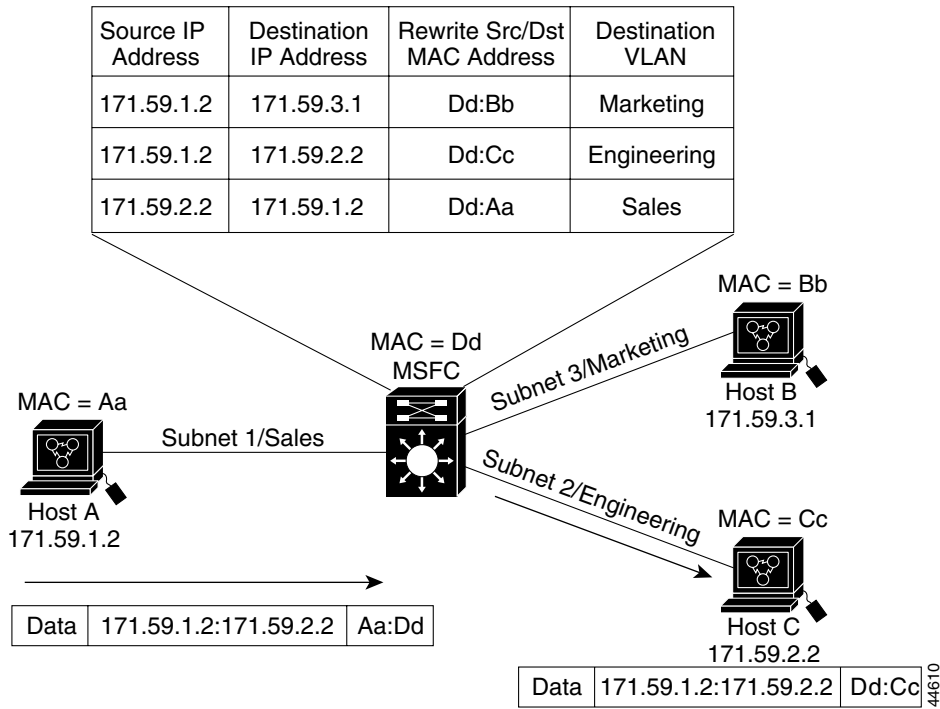 Source IP Address
Destination IP Address
Rewrite Src/Dst MAC Address
Destination VLAN
171.59.1.2
171.59.3.1
Dd:Bb
Marketing
171.59.1.2
171.59.2.2
Dd:Cc
Engineering
171.59.2.2
171.59.1.2
Dd:Aa
Sales
MAC = Bb
MAC = Dd
MSFC
Subnet 3/Marketing
Host B
171.59.3.1
MAC = Aa
Subnet 1/Sales
Subnet 2/Engineering
Host A
171.59.1.2
MAC = Cc
Data
171.59.1.2:171.59.2.2
Aa:Dd
Host C
171.59.2.2
Data
171.59.1.2:171.59.2.2
Dd:Cc
44610